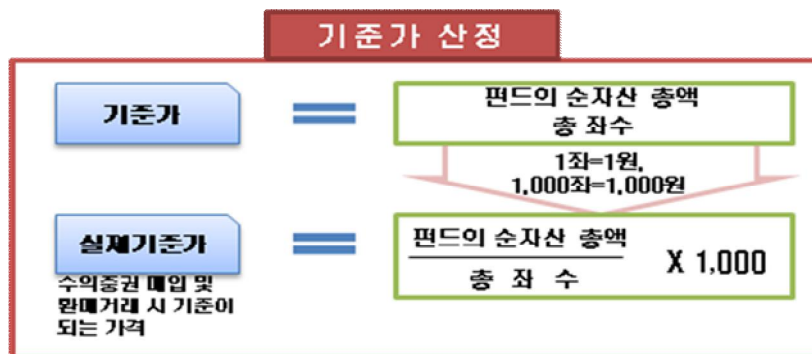 기준가 산정
기준가
=
펀드의 순자산 총액
총 좌수
1좌=1원,
1,000좌=1,000원
실제기준가
=
펀드의 순자산 총액
총 좌 수
X 1,000
수익증권 매입 및
환매거래 시 기준이
되는 가격